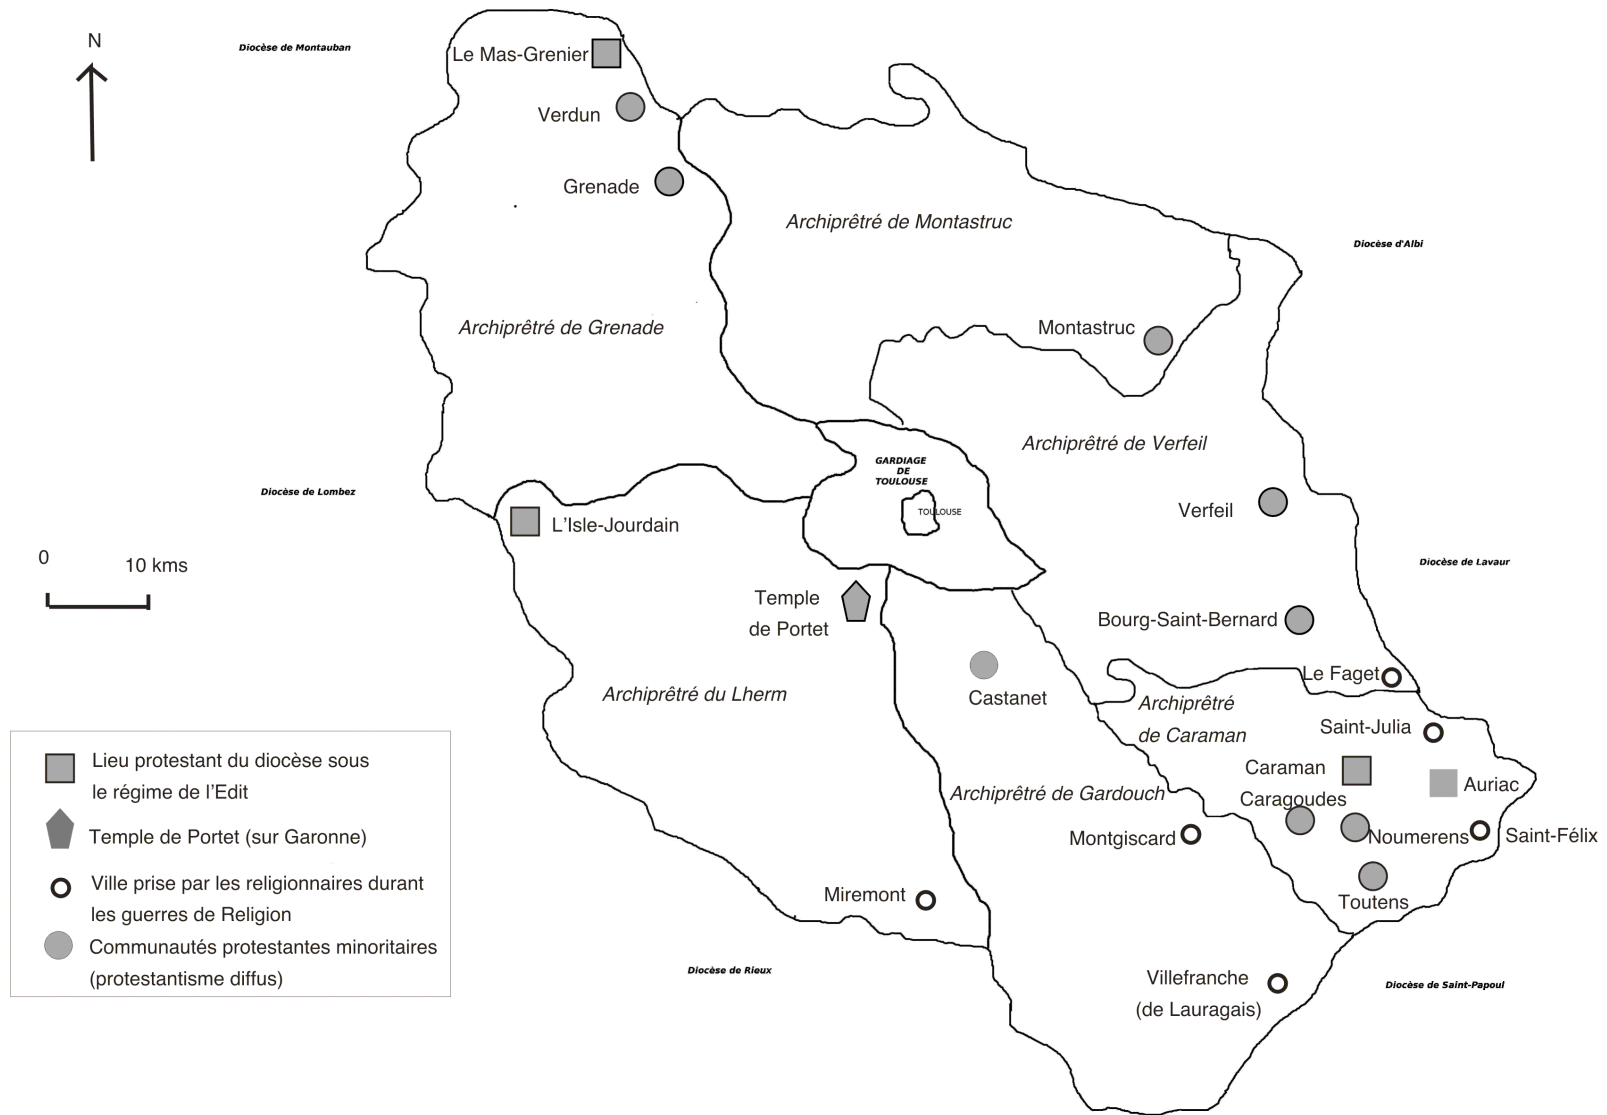 N
Diocèse de Montauban
Le Mas-Grenier
Verdun
Grenade
Archiprêtré de Montastruc
Diocèse d'Albi
Archiprêtré de Grenade
Montastruc
Archiprêtré de Verfeil
GARDIAGE
DE
TOULOUSE
TOULOUSE
Diocèse de Lombez
L'Isle-Jourdain
Verfeil
0
10 kms
Diocèse de Lavaur
Temple
de Portet
Bourg-Saint-Bernard
Le Faget
Castanet
Archiprêtré du Lherm
Archiprêtré
de Caraman
Saint-Julia
Caraman
Auriac
Archiprêtré de Gardouch
Caragoudes
Montgiscard
Noumerens
Saint-Félix
Miremont
Toutens
Diocèse de Rieux
Villefranche
(de Lauragais)
Diocèse de Saint-Papoul
Lieu protestant du diocèse sous
le régime de l'Edit
Temple de Portet (sur Garonne)
Ville prise par les religionnaires durant
les guerres de Religion
Communautés protestantes minoritaires
(protestantisme diffus)